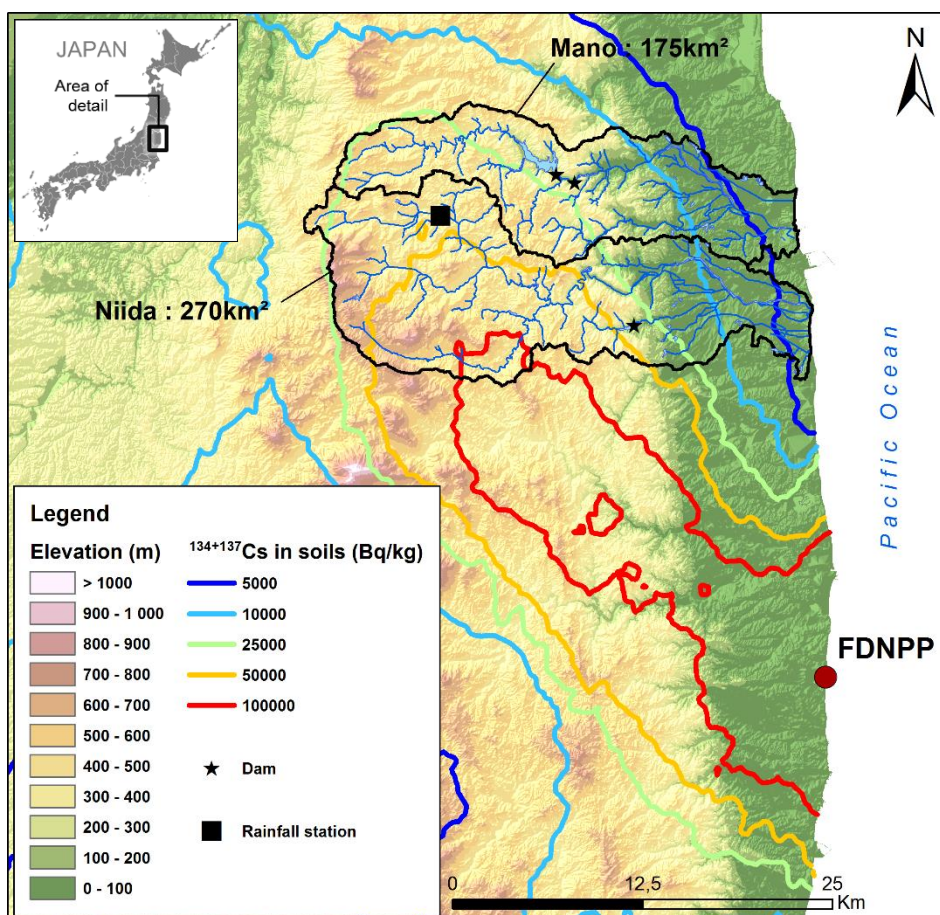 JAPAN
Area of
detail
Mano : 175km²
N
Niida : 270km²
Pacific Ocean
FDNPP
Legend
Elevation (m)
> 1000
900 - 1 000
800 - 900
700 - 800
600 - 700
500 - 600
400 - 500
300 - 400
200 - 300
100 - 200
0 - 100
¹³⁴⁺¹³⁷Cs in soils (Bq/kg)
5000
10000
25000
50000
100000
Dam
Rainfall station
0 12,5 25
Km